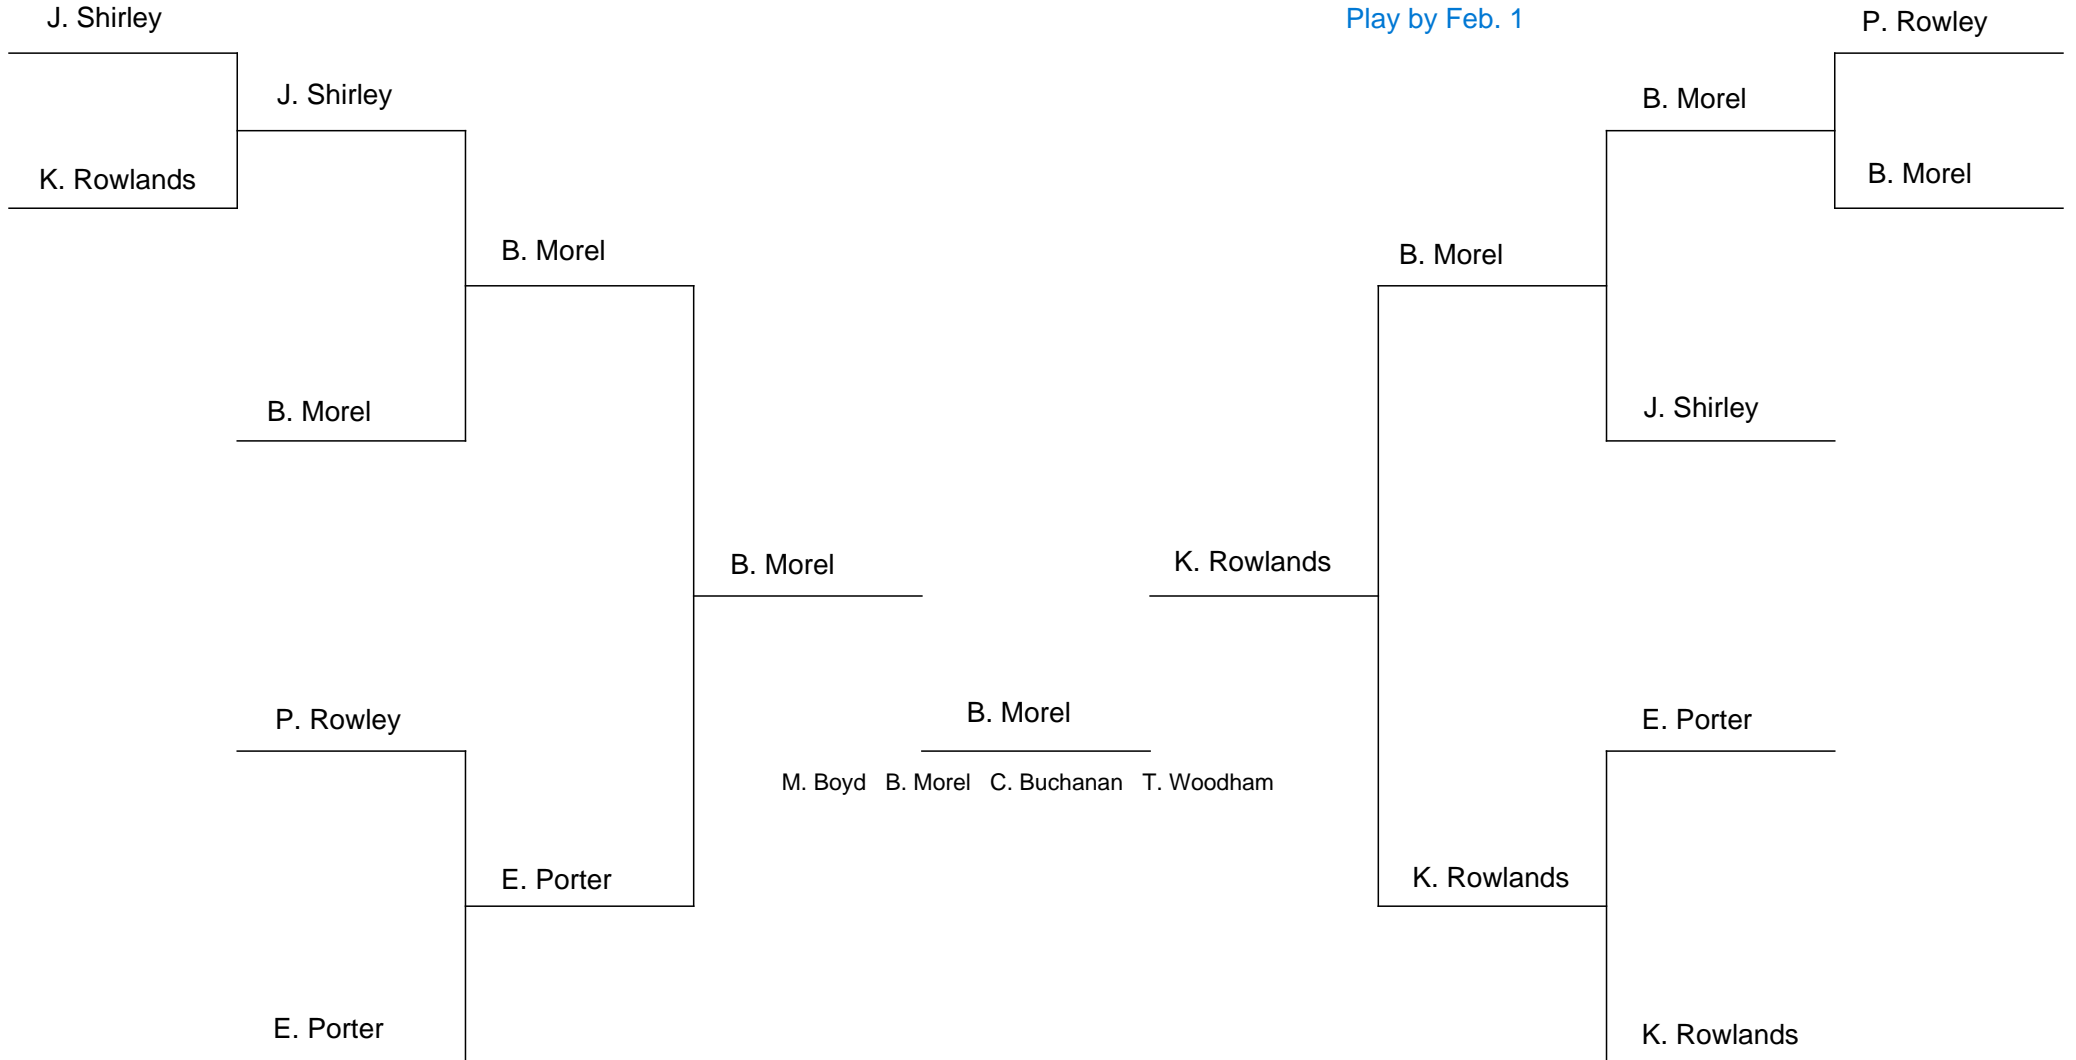 J. Shirley
Play by Feb. 1
P. Rowley
J. Shirley
B. Morel
K. Rowlands
B. Morel
B. Morel
B. Morel
B. Morel
J. Shirley
B. Morel
K. Rowlands
P. Rowley
B. Morel
E. Porter
M. Boyd B. Morel C. Buchanan T. Woodham
E. Porter
K. Rowlands
E. Porter
K. Rowlands